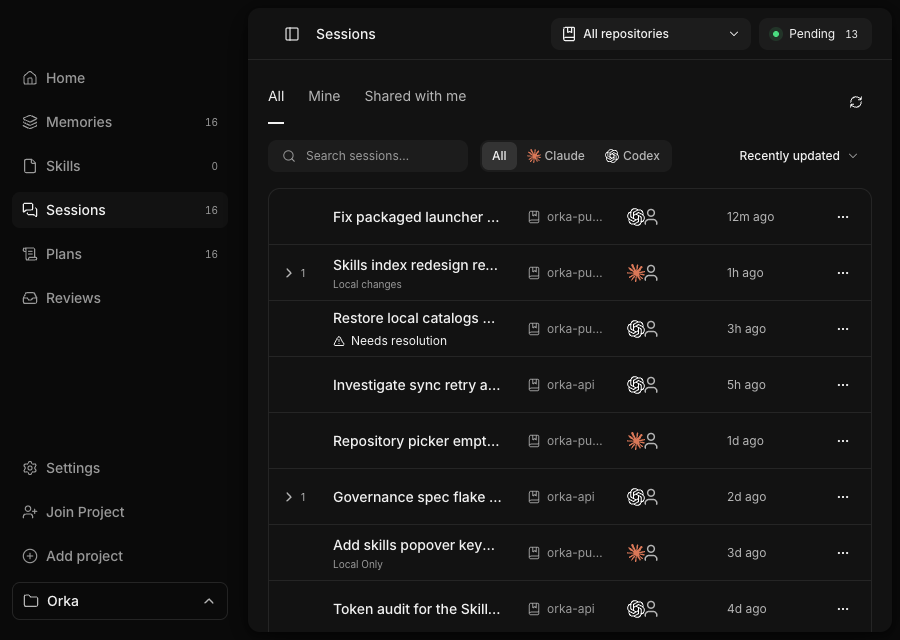 Sessions
All repositories
Pending 13
Home
Memories 16
Skills 0
Sessions 16
Plans 16
Reviews
Settings
Join Project
Add project
Orka
All Mine Shared with me
Search sessions...
All Claude Codex
Recently updated
Fix packaged launcher ... orka-pu... 12m ago
1 Skills index redesign re... orka-pu... 1h ago
Local changes
Restore local catalogs ... orka-pu... 3h ago
Needs resolution
Investigate sync retry a... orka-api 5h ago
Repository picker empt... orka-pu... 1d ago
1 Governance spec flake ... orka-api 2d ago
Add skills popover key... orka-pu... 3d ago
Local Only
Token audit for the Skill... orka-api 4d ago